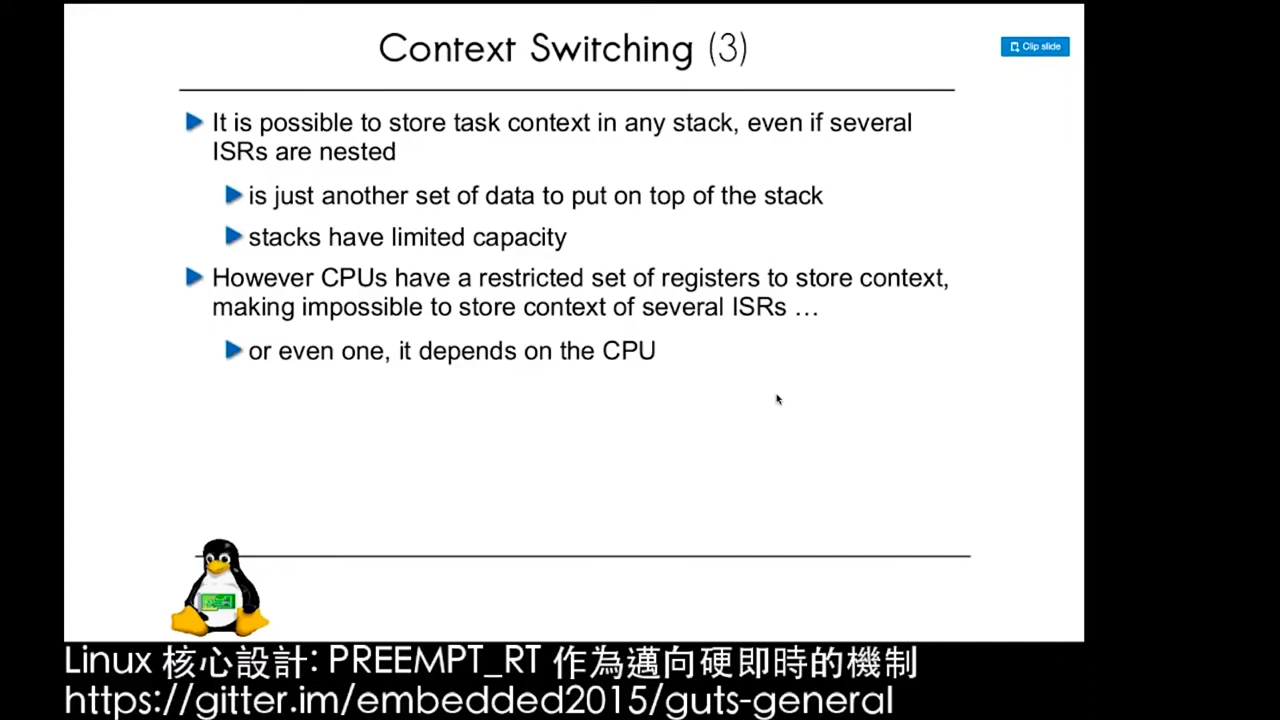 Context Switching (3)
Clip slide
It is possible to store task context in any stack, even if several
ISRs are nested
is just another set of data to put on top of the stack
stacks have limited capacity
However CPUs have a restricted set of registers to store context,
making impossible to store context of several ISRs …
or even one, it depends on the CPU
Linux 核心設計: PREEMPT_RT 作為邁向硬即時的機制
https://gitter.im/embedded2015/guts-general